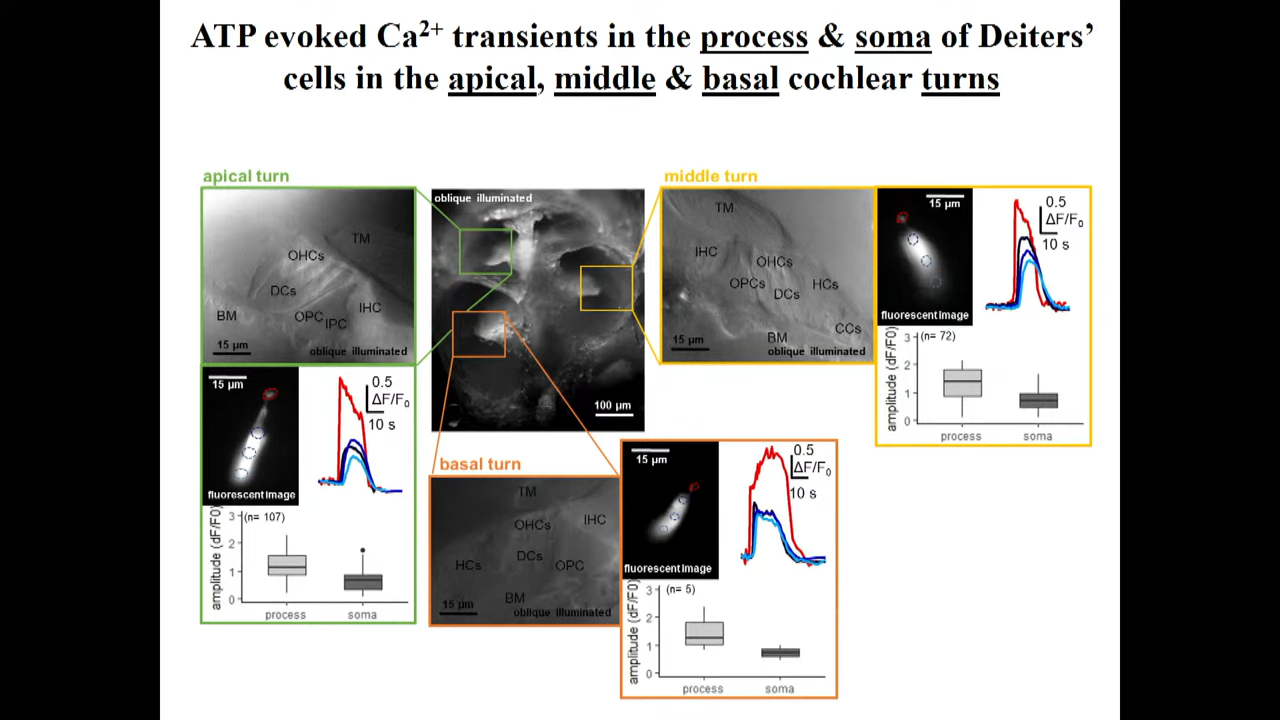 ATP evoked Ca²⁺ transients in the process & soma of Deiters'
cells in the apical, middle & basal cochlear turns
apical turn
TM
OHCs
DCs
IHC
BM
OPC
IPC
15 µm
oblique illuminated
15 µm
fluorescent image
0.5
ΔF/F₀
10 s
(n= 107)
amplitude (dF/F0)
3
2
1
0
process
soma
oblique illuminated
100 µm
middle turn
TM
IHC
OHCs
OPCs
DCs
HCs
CCs
BM
15 µm
oblique illuminated
15 µm
fluorescent image
0.5
ΔF/F₀
10 s
(n= 72)
amplitude (dF/F0)
3
2
1
0
process
soma
basal turn
TM
IHC
OHCs
DCs
HCs
OPC
BM
15 µm
oblique illuminated
15 µm
fluorescent image
0.5
ΔF/F₀
10 s
(n= 5)
amplitude (dF/F0)
3
2
1
0
process
soma